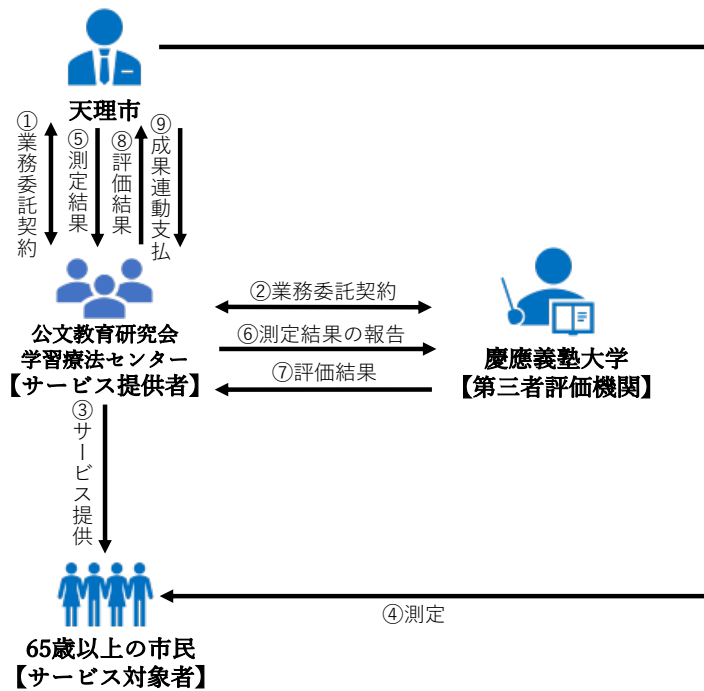 天理市
①業務委託契約
⑤測定結果
⑧評価結果
⑨成果連動支払
公文教育研究会
学習療法センター
【サービス提供者】
②業務委託契約
⑥測定結果の報告
⑦評価結果
慶應義塾大学
【第三者評価機関】
③サービス提供
④測定
65歳以上の市民
【サービス対象者】